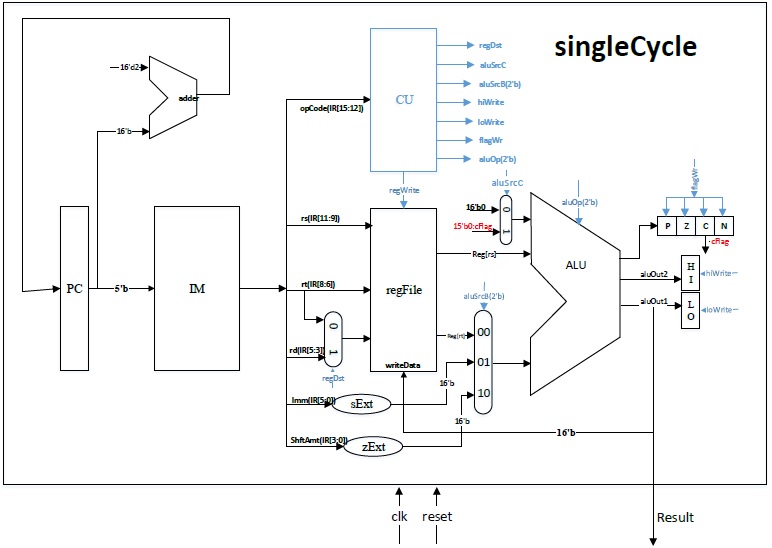 singleCycle
16'd2
adder
16'b
PC
5'b
IM
opCode(IR[15:12])
CU
regDst
aluSrcC
aluSrcB(2'b)
hiWrite
loWrite
flagWr
aluOp(2'b)
regWrite
rs(IR[11:9])
rt(IR[8:6])
rd(IR[5:3])
0
1
regDst
regFile
writeData
Imm(IR[5:0])
sExt
ShftAmt(IR[3:0])
zExt
aluSrcC
16'b0
15'b0:cFlag
0
1
Reg[rs]
aluSrcB(2'b)
Reg[rt]
00
01
10
16'b
16'b
16'b
aluOp(2'b)
ALU
flagWr
P Z C N
cFlag
aluOut2
H
I
hiWrite
aluOut1
L
O
loWrite
clk
reset
Result